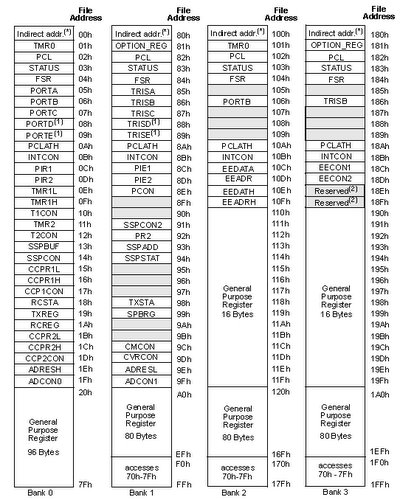 File
Address
Indirect addr.(*) 00h
TMR0 01h
PCL 02h
STATUS 03h
FSR 04h
PORTA 05h
PORTB 06h
PORTC 07h
PORTD(1) 08h
PORTE(1) 09h
PCLATH 0Ah
INTCON 0Bh
PIR1 0Ch
PIR2 0Dh
TMR1L 0Eh
TMR1H 0Fh
T1CON 10h
TMR2 11h
T2CON 12h
SSPBUF 13h
SSPCON 14h
CCPR1L 15h
CCPR1H 16h
CCP1CON 17h
RCSTA 18h
TXREG 19h
RCREG 1Ah
CCPR2L 1Bh
CCPR2H 1Ch
CCP2CON 1Dh
ADRESH 1Eh
ADCON0 1Fh
20h
General
Purpose
Register
96 Bytes
7Fh
Bank 0
File
Address
Indirect addr.(*) 80h
OPTION_REG 81h
PCL 82h
STATUS 83h
FSR 84h
TRISA 85h
TRISB 86h
TRISC 87h
TRISD(1) 88h
TRISE(1) 89h
PCLATH 8Ah
INTCON 8Bh
PIE1 8Ch
PIE2 8Dh
PCON 8Eh
8Fh
90h
SSPCON2 91h
PR2 92h
SSPADD 93h
SSPSTAT 94h
95h
96h
97h
TXSTA 98h
SPBRG 99h
9Ah
9Bh
CMCON 9Ch
CVRCON 9Dh
ADRESL 9Eh
ADCON1 9Fh
A0h
General
Purpose
Register
80 Bytes
EFh
accesses
70h-7Fh
F0h
FFh
Bank 1
File
Address
Indirect addr.(*) 100h
TMR0 101h
PCL 102h
STATUS 103h
FSR 104h
105h
PORTB 106h
107h
108h
109h
PCLATH 10Ah
INTCON 10Bh
EEDATA 10Ch
EEADR 10Dh
EEDATH 10Eh
EEADRH 10Fh
110h
111h
112h
113h
114h
115h
116h
117h
118h
119h
11Ah
11Bh
11Ch
11Dh
11Eh
11Fh
General
Purpose
Register
16 Bytes
120h
General
Purpose
Register
80 Bytes
16Fh
accesses
70h-7Fh
170h
17Fh
Bank 2
File
Address
Indirect addr.(*) 180h
OPTION_REG 181h
PCL 182h
STATUS 183h
FSR 184h
185h
TRISB 186h
187h
188h
189h
PCLATH 18Ah
INTCON 18Bh
EECON1 18Ch
EECON2 18Dh
Reserved(2) 18Eh
Reserved(2) 18Fh
190h
191h
192h
193h
194h
195h
196h
197h
198h
199h
19Ah
19Bh
19Ch
19Dh
19Eh
19Fh
General
Purpose
Register
16 Bytes
1A0h
General
Purpose
Register
80 Bytes
1EFh
accesses
70h - 7Fh
1F0h
1FFh
Bank 3